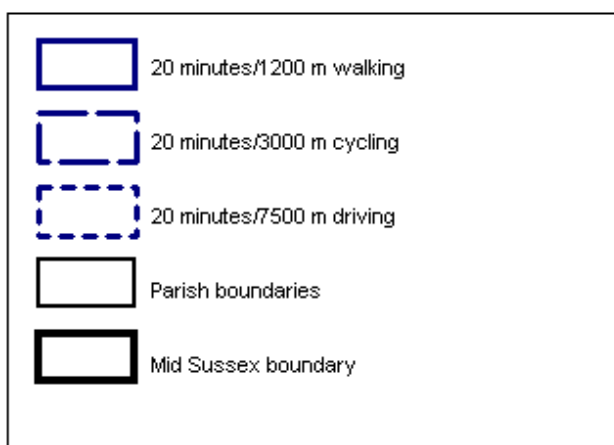 20 minutes/1200 m walking
20 minutes/3000 m cycling
20 minutes/7500 m driving
Parish boundaries
Mid Sussex boundary